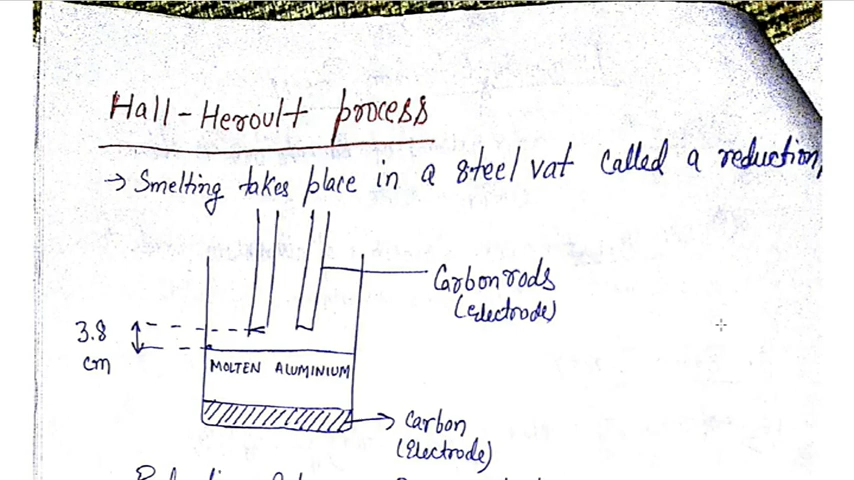 Hall-Heroult process
→ Smelting takes place in a steel vat called a reduction
Carbon rods
(electrode)
3.8
cm
MOLTEN ALUMINIUM
Carbon
(electrode)